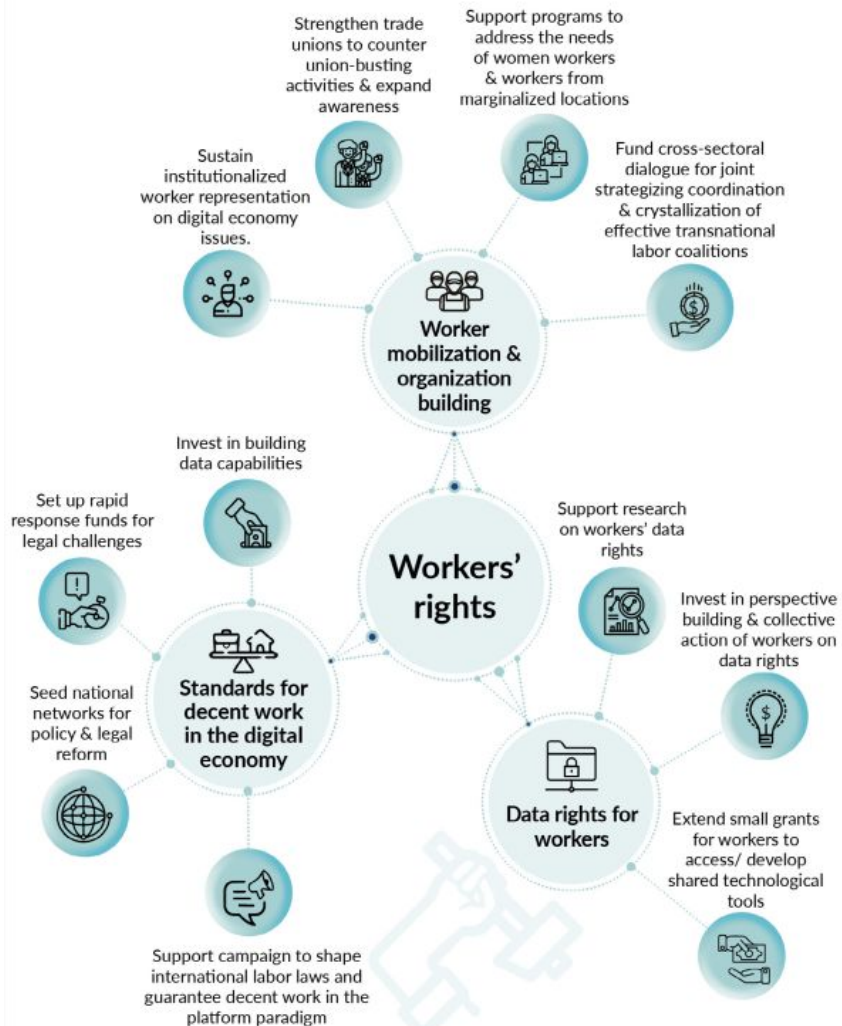 Strengthen trade
unions to counter
union-busting
activities & expand
awareness
Support programs to
address the needs
of women workers
& workers from
marginalized locations
Sustain
institutionalized
worker representation
on digital economy
issues.
Fund cross-sectoral
dialogue for joint
strategizing coordination
& crystallization of
effective transnational
labor coalitions
Worker
mobilization &
organization
building
Invest in building
data capabilities
Set up rapid
response funds for
legal challenges
Seed national
networks for
policy & legal
reform
Standards for
decent work
in the digital
economy
Support campaign to shape
international labor laws and
guarantee decent work in the
platform paradigm
Workers'
rights
Support research
on workers' data
rights
Invest in perspective
building & collective
action of workers on
data rights
Data rights for
workers
Extend small grants
for workers to
access/ develop
shared technological
tools